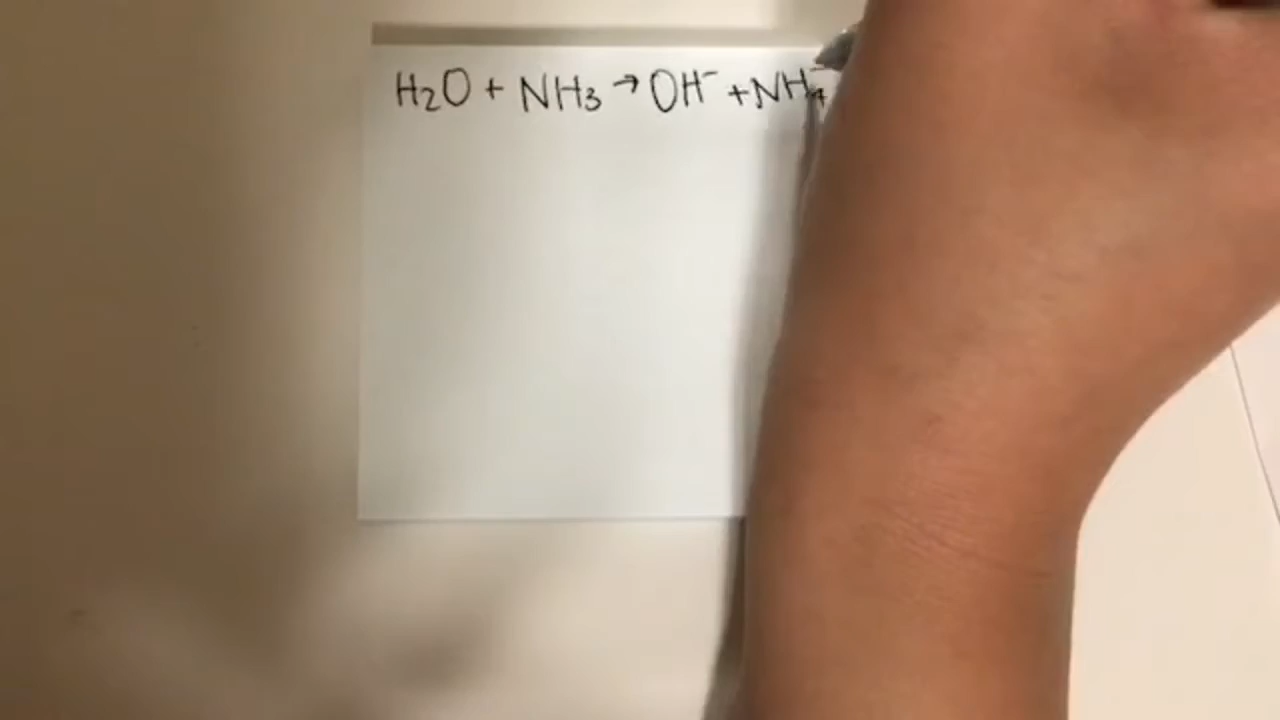 H₂O + NH₃ → OH⁻ + NH₄⁻